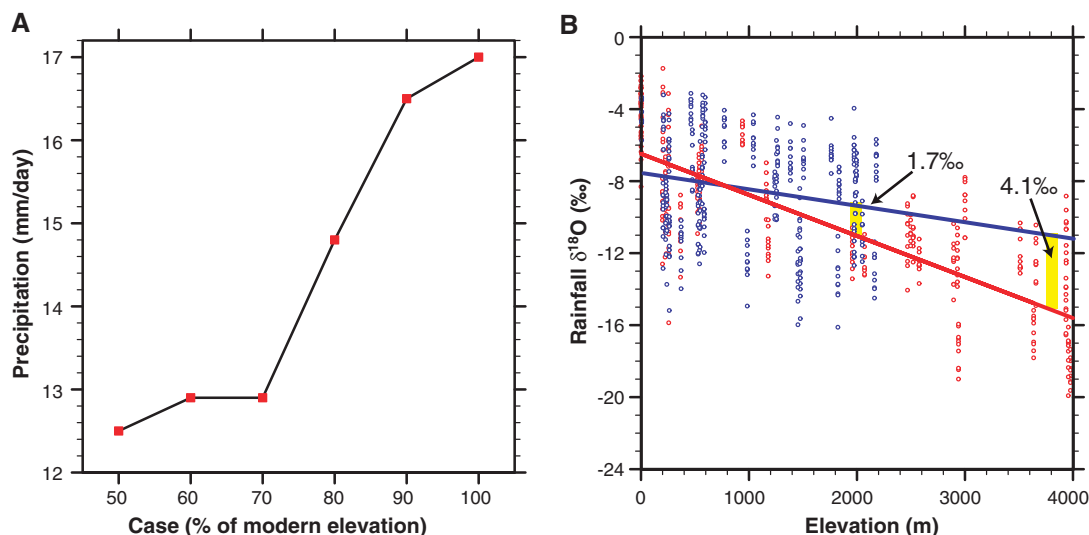 A
Precipitation (mm/day)
17
16
15
14
13
12
50 60 70 80 90 100
Case (% of modern elevation)
B
Rainfall δ¹⁸O (‰)
0
-4
-8
-12
-16
-20
-24
1.7‰
4.1‰
0 1000 2000 3000 4000
Elevation (m)